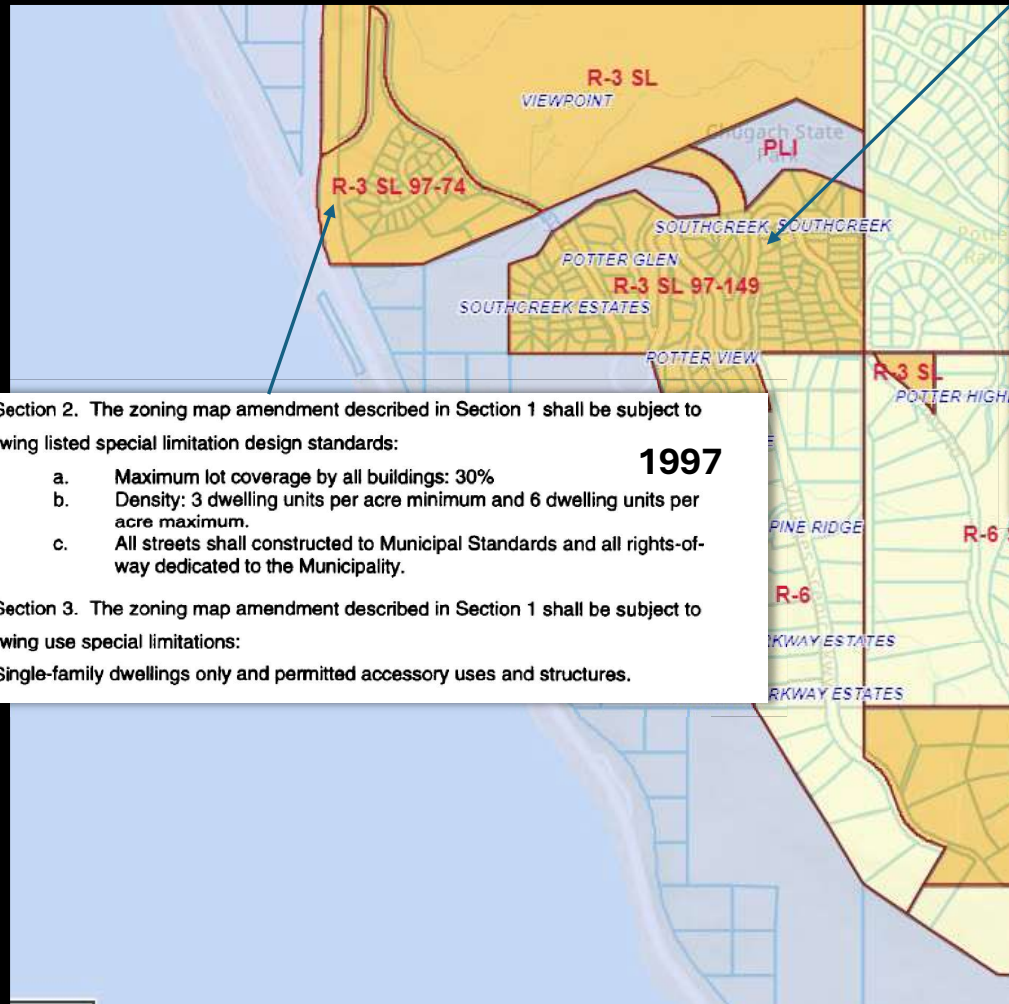 R-3 SL
VIEWPOINT
Chugach State
Park
PLI
R-3 SL 97-74
SOUTHCREEK SOUTHCREEK
POTTER GLEN
R-3 SL 97-149
SOUTHCREEK ESTATES
POTTER VIEW
R-3 SL
POTTER HIGH
Section 2. The zoning map amendment described in Section 1 shall be subject to
wing listed special limitation design standards:
1997
a. Maximum lot coverage by all buildings: 30%
b. Density: 3 dwelling units per acre minimum and 6 dwelling units per
acre maximum.
c. All streets shall constructed to Municipal Standards and all rights-of-
way dedicated to the Municipality.
Section 3. The zoning map amendment described in Section 1 shall be subject to
wing use special limitations:
Single-family dwellings only and permitted accessory uses and structures.
PINE RIDGE
R-6
R-6
KWAY ESTATES
RKWAY ESTATES